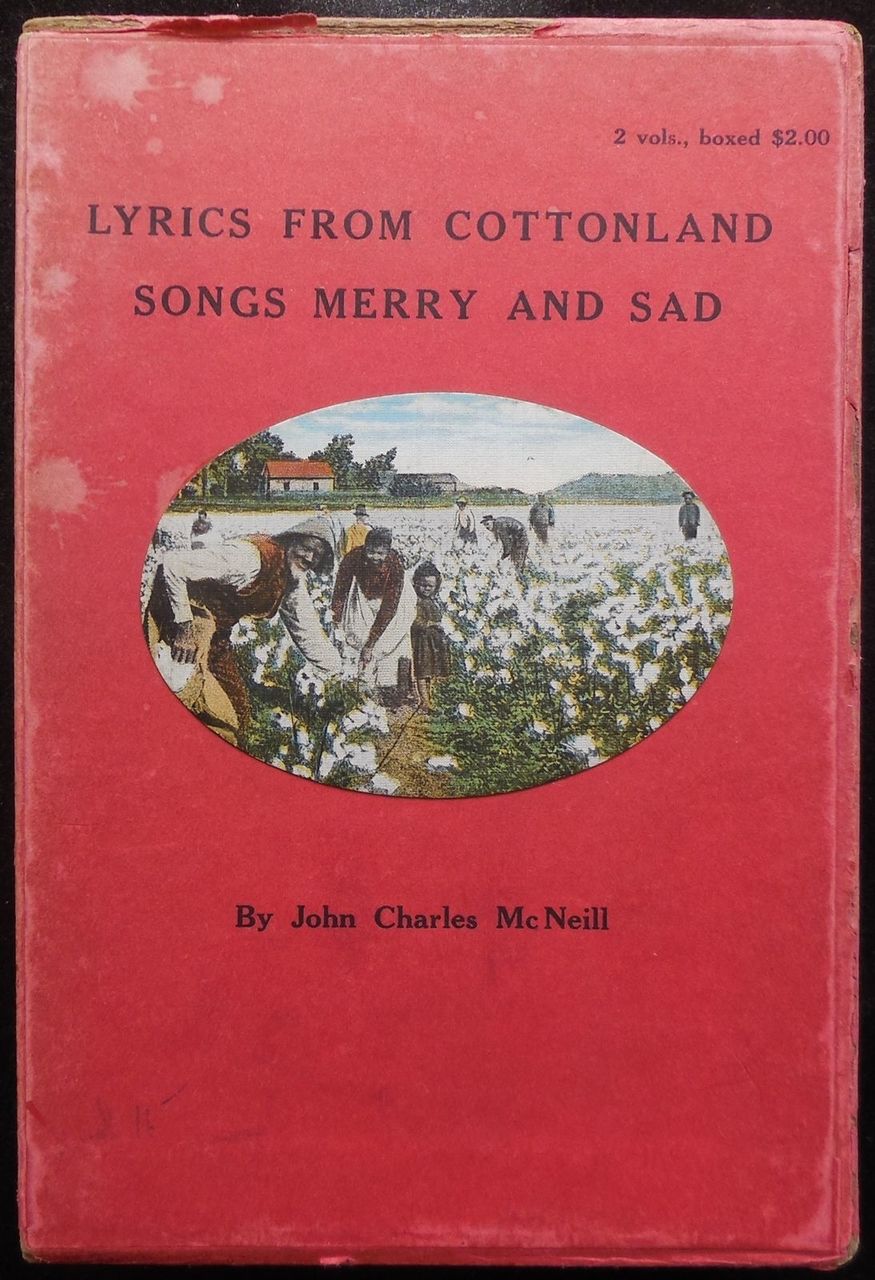 2 vols., boxed $2.00
LYRICS FROM COTTONLAND
SONGS MERRY AND SAD
By John Charles McNeill